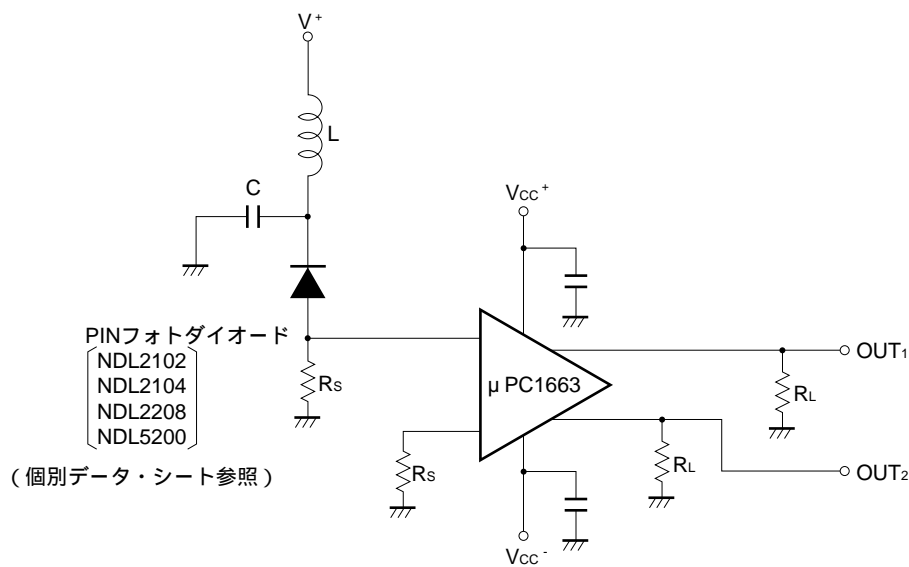 V+
L
C
VCC+
PINフォトダイオード
NDL2102
NDL2104
NDL2208
NDL5200
(個別データ・シート参照)
RS
RS
μPC1663
OUT1
RL
RL
OUT2
VCC-